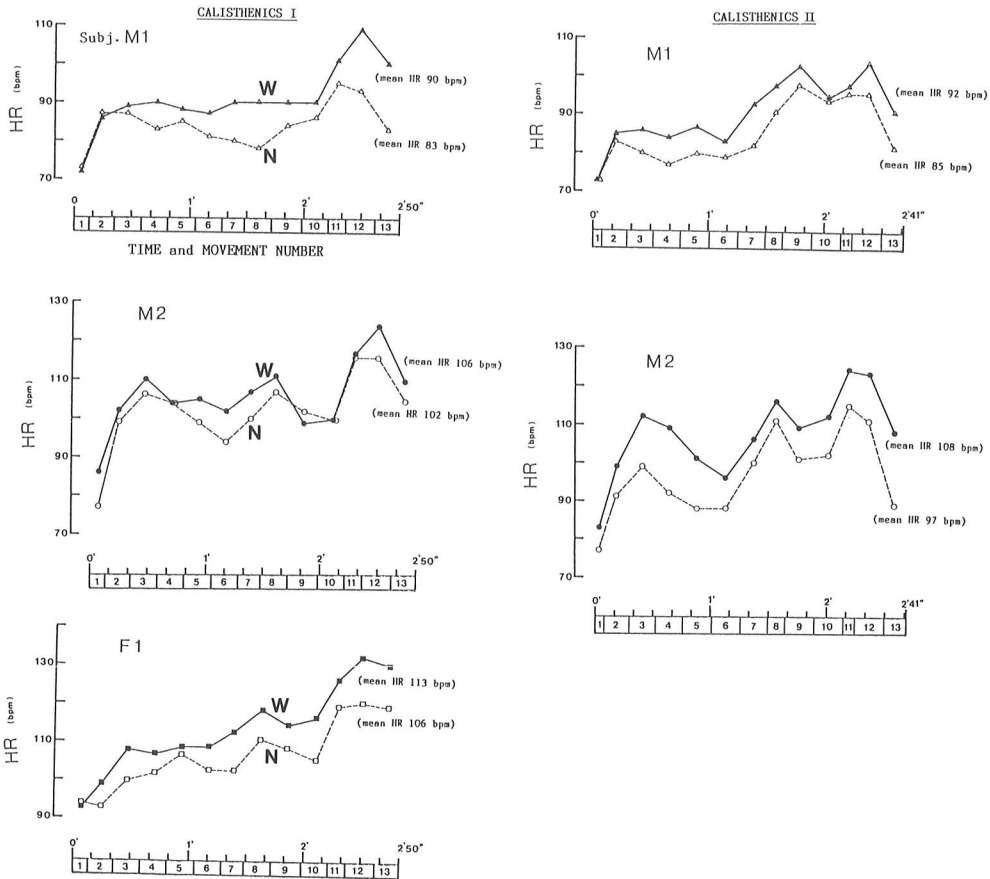 CALISTHENICS I
Subj. M1
HR (bpm)
110
90
70
W
N
(mean HR 90 bpm)
(mean HR 83 bpm)
0 1' 2' 2'50"
1 2 3 4 5 6 7 8 9 10 11 12 13
TIME and MOVEMENT NUMBER
M2
HR (bpm)
130
110
90
70
W
N
(mean HR 106 bpm)
(mean HR 102 bpm)
0' 1' 2' 2'50"
1 2 3 4 5 6 7 8 9 10 11 12 13
F1
HR (bpm)
130
110
90
W
N
(mean HR 113 bpm)
(mean HR 106 bpm)
0' 1' 2' 2'50"
1 2 3 4 5 6 7 8 9 10 11 12 13
CALISTHENICS II
M1
HR (bpm)
110
90
70
(mean HR 92 bpm)
(mean HR 85 bpm)
0' 1' 2' 2'41"
1 2 3 4 5 6 7 8 9 10 11 12 13
M2
HR (bpm)
130
110
90
70
(mean HR 108 bpm)
(mean HR 97 bpm)
0' 1' 2' 2'41"
1 2 3 4 5 6 7 8 9 10 11 12 13